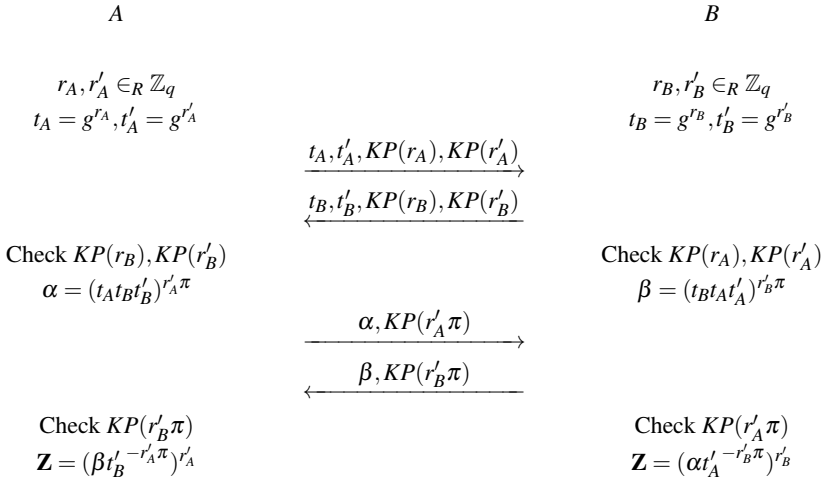 A B
r_A, r′_A ∈_R ℤ_q r_B, r′_B ∈_R ℤ_q
t_A = g^{r_A}, t′_A = g^{r′_A} t_B = g^{r_B}, t′_B = g^{r′_B}
t_A, t′_A, KP(r_A), KP(r′_A)
t_B, t′_B, KP(r_B), KP(r′_B)
Check KP(r_B), KP(r′_B) Check KP(r_A), KP(r′_A)
α = (t_A t_B t′_B)^{r′_A π} β = (t_B t_A t′_A)^{r′_B π}
α, KP(r′_A π)
β, KP(r′_B π)
Check KP(r′_B π) Check KP(r′_A π)
Z = (β t′_B^{−r′_A π})^{r′_A} Z = (α t′_A^{−r′_B π})^{r′_B}